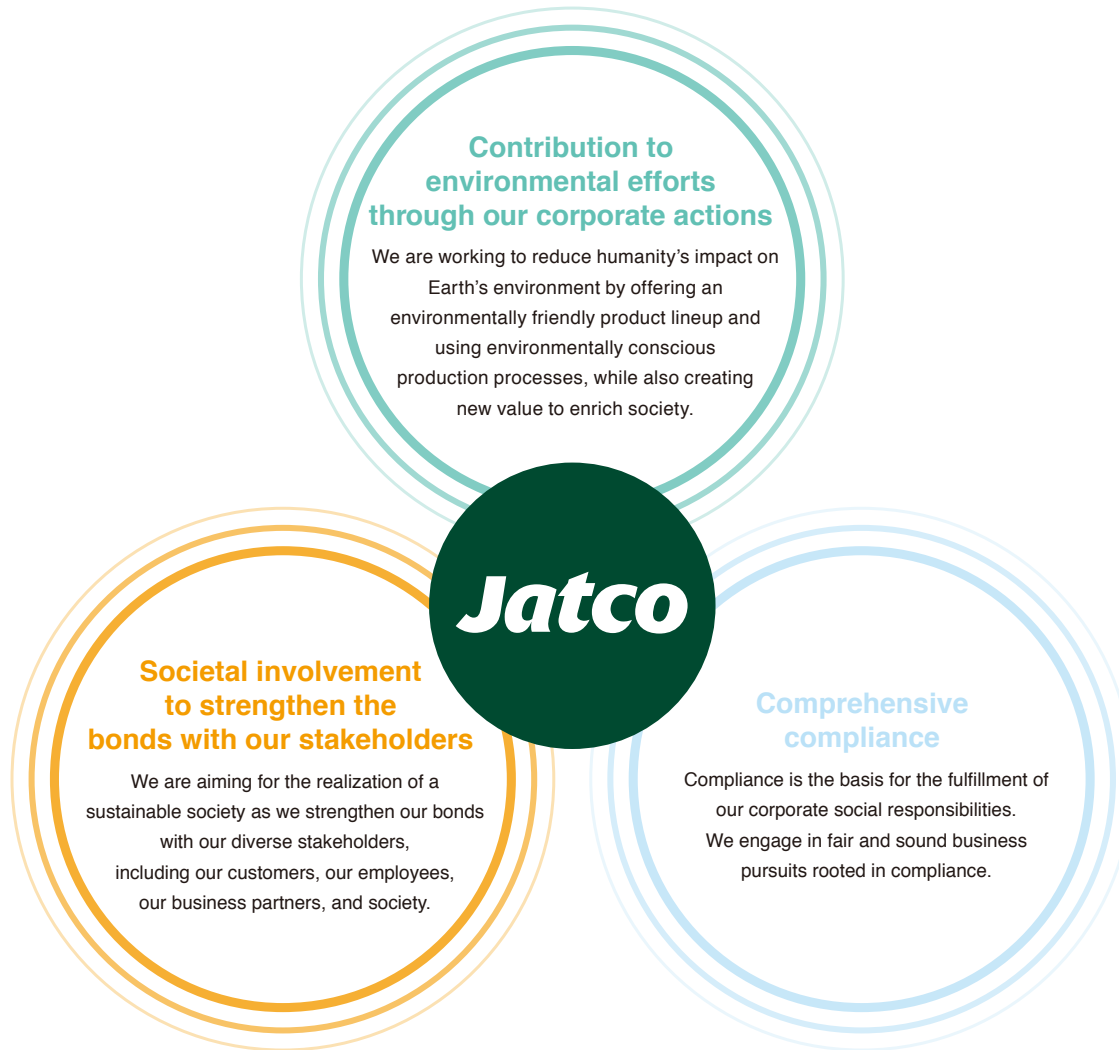 Contribution to
environmental efforts
through our corporate actions
We are working to reduce humanity’s impact on
Earth’s environment by offering an
environmentally friendly product lineup and
using environmentally conscious
production processes, while also creating
new value to enrich society.
Jatco
Societal involvement
to strengthen the
bonds with our stakeholders
We are aiming for the realization of a
sustainable society as we strengthen our bonds
with our diverse stakeholders,
including our customers, our employees,
our business partners, and society.
Comprehensive
compliance
Compliance is the basis for the fulfillment of
our corporate social responsibilities.
We engage in fair and sound business
pursuits rooted in compliance.